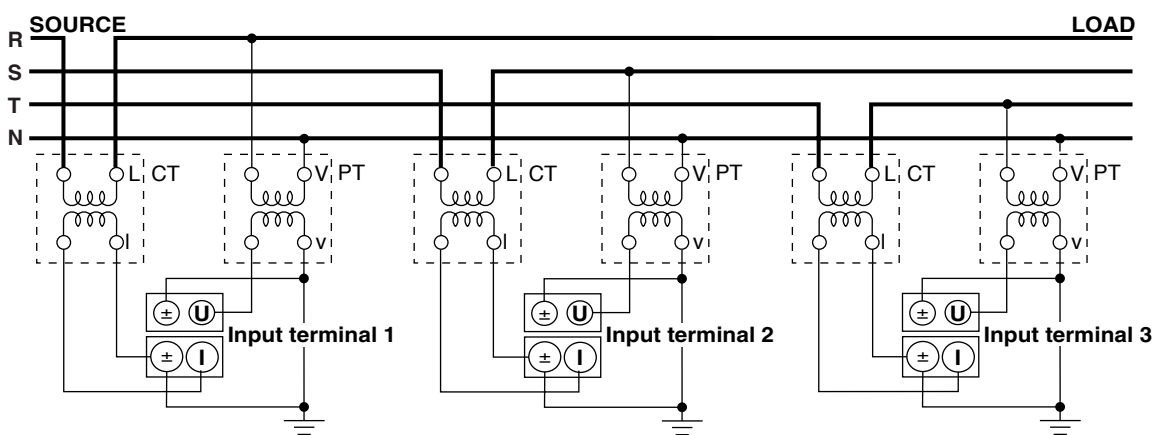 SOURCE LOAD
R
S
T
N
L CT V PT L CT V PT L CT V PT
l v l v l v
± U ± U ± U
Input terminal 1 Input terminal 2 Input terminal 3
± I ± I ± I